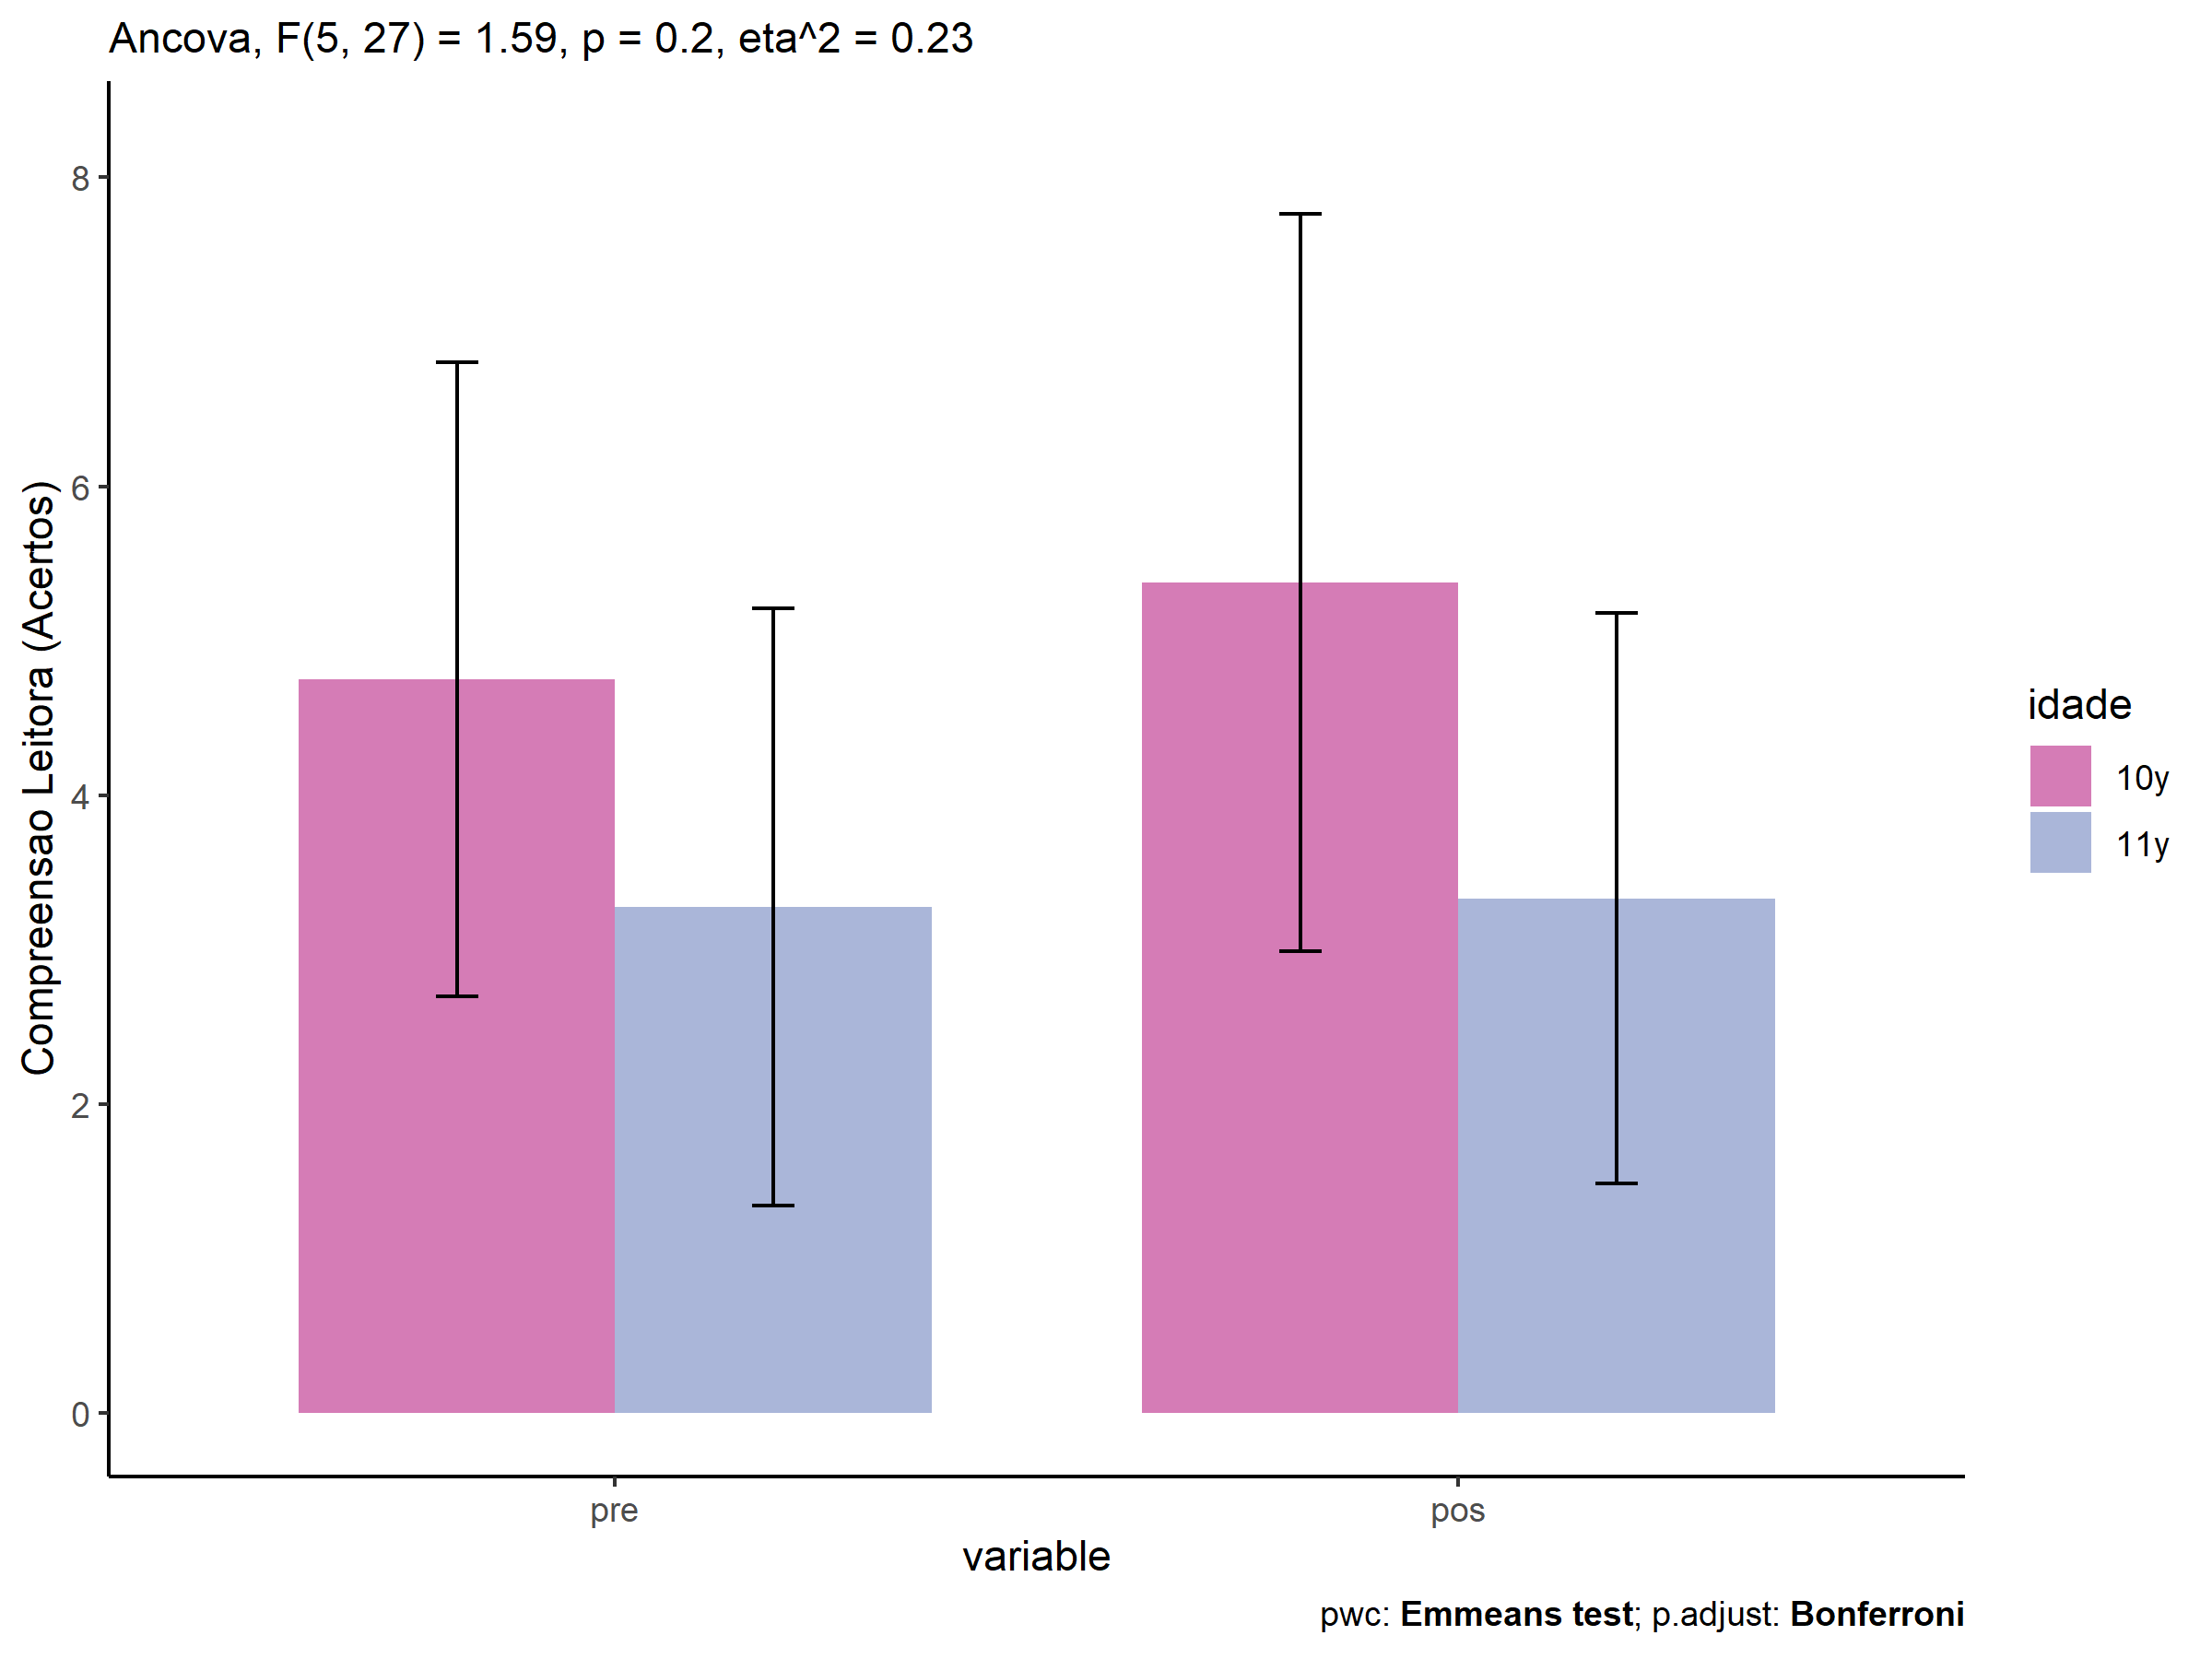 Ancova, F(5, 27) = 1.59, p = 0.2, eta^2 = 0.23
Compreensao Leitora (Acertos)
8
6
4
2
0
pre
pos
variable
idade
10y
11y
pwc: Emmeans test; p.adjust: Bonferroni